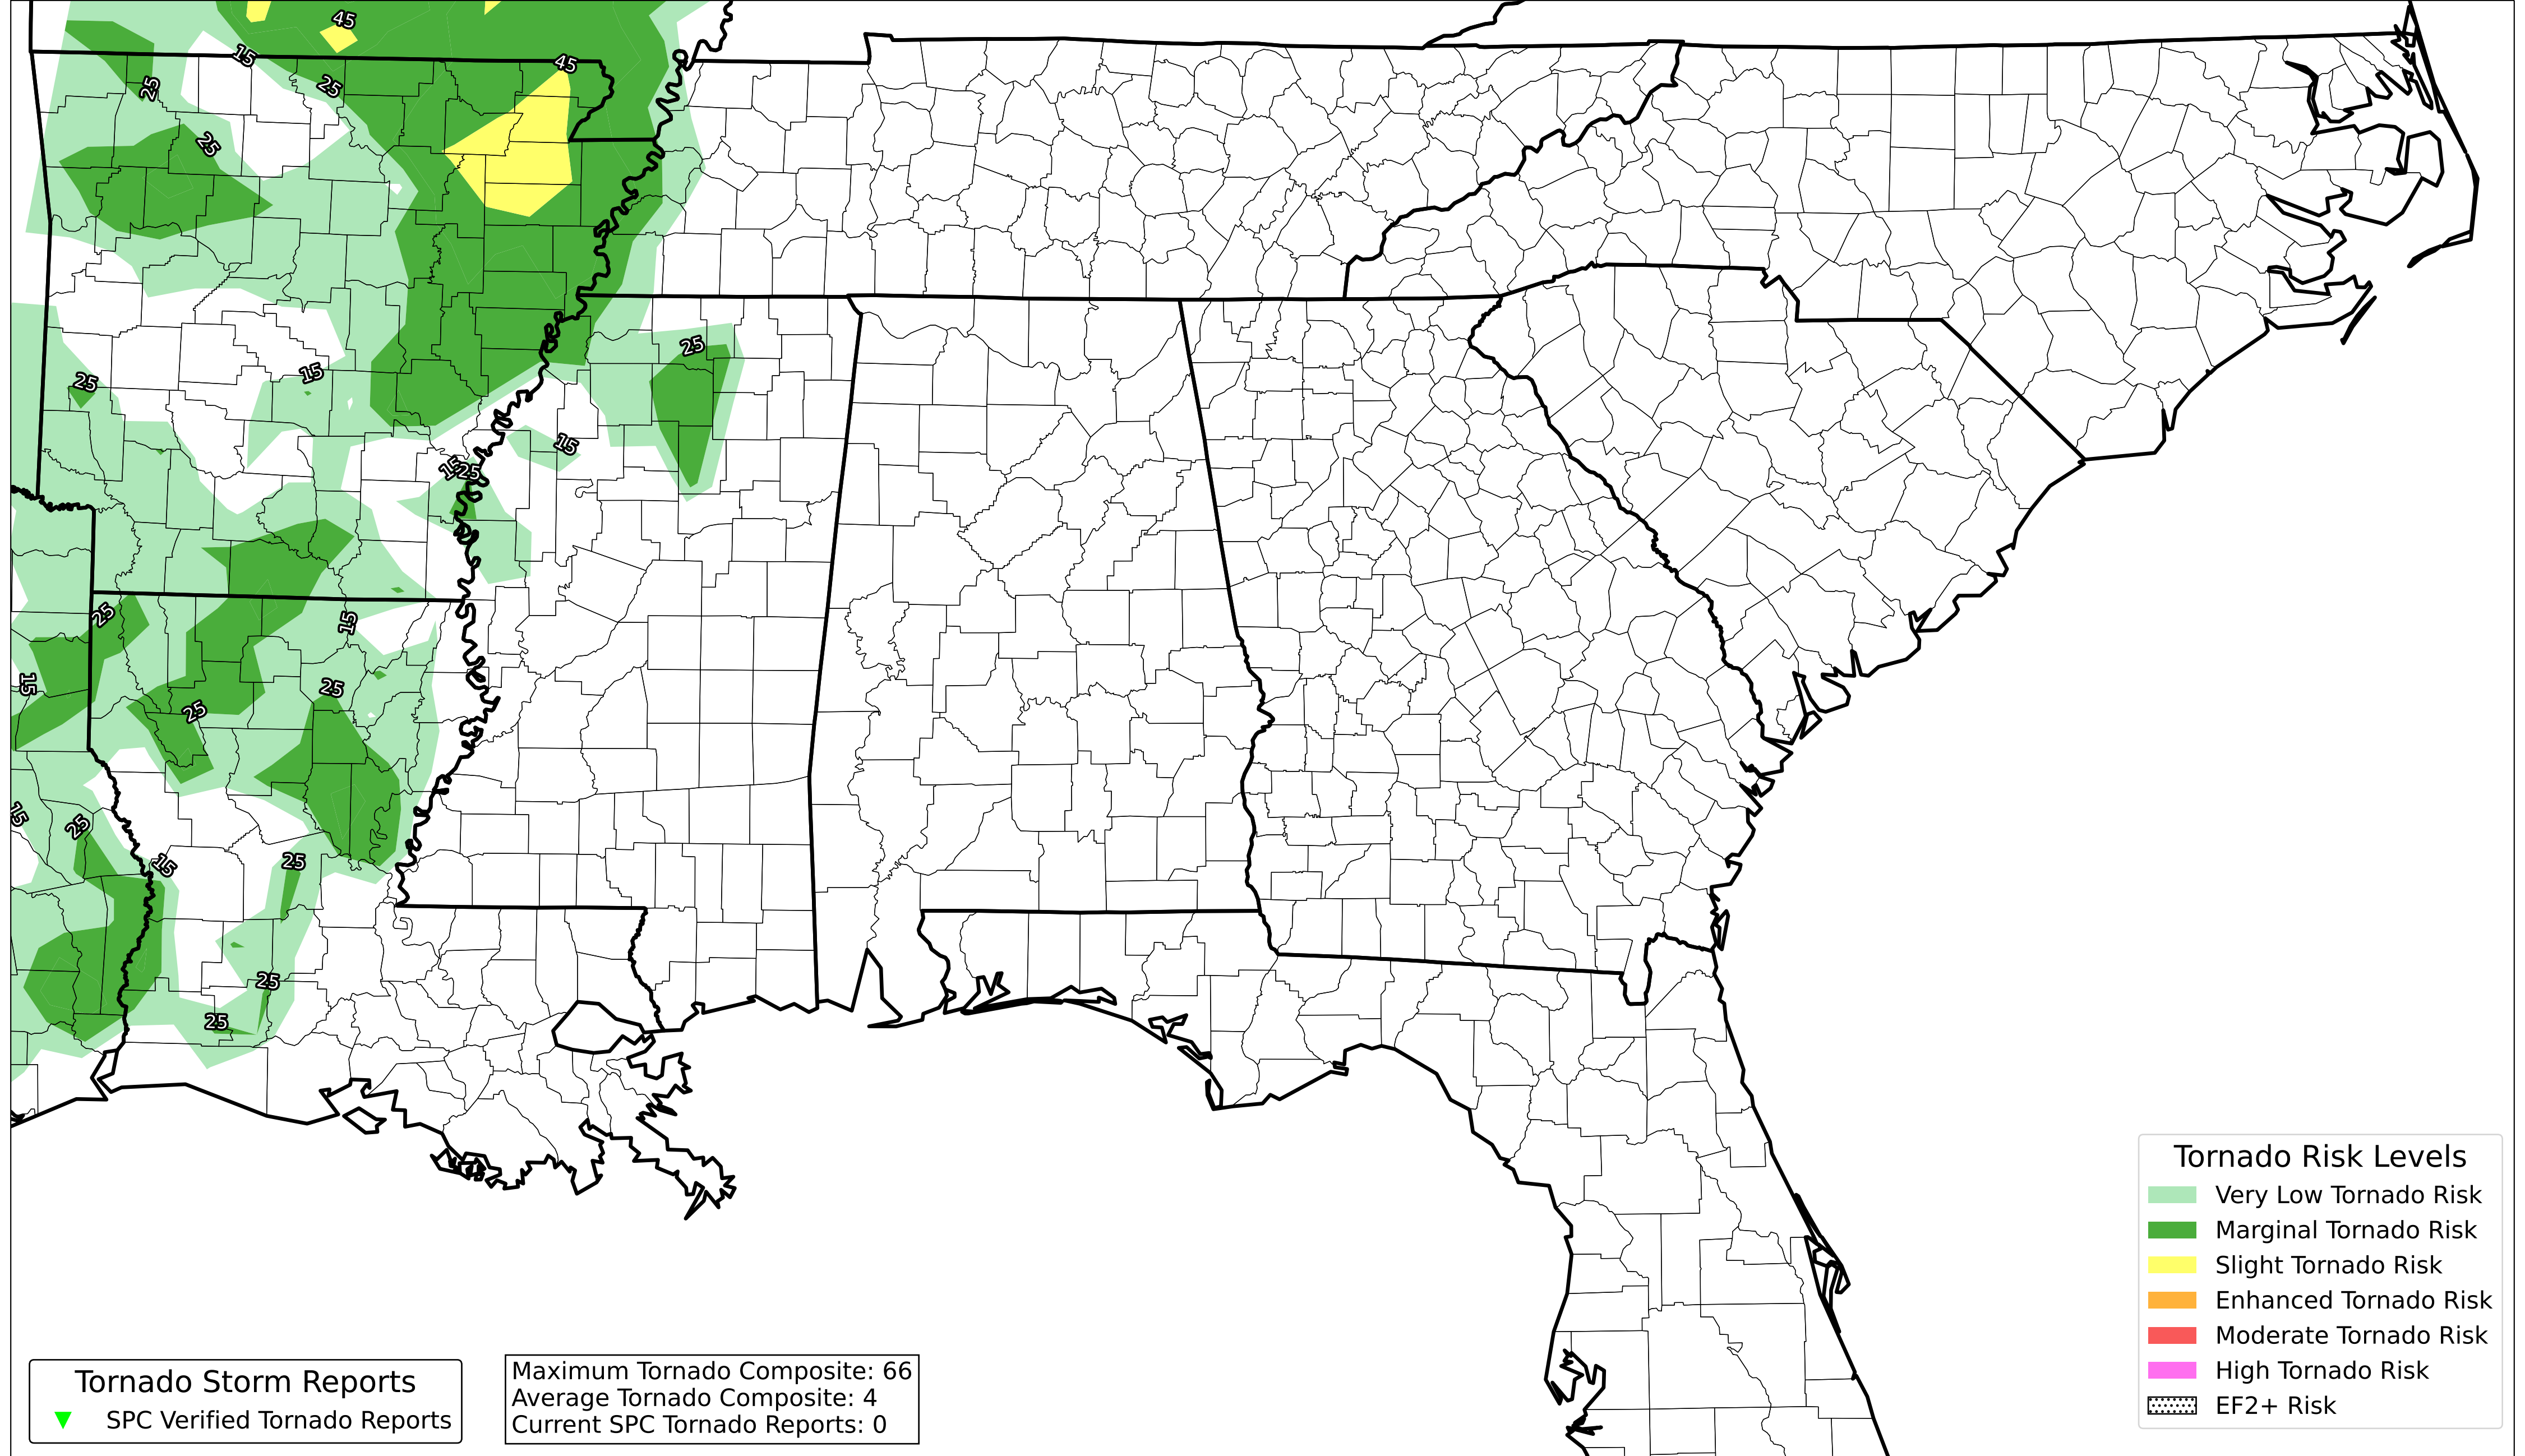 45
15
45
25
25
25
25
15
25
15
15
25
25
15
15
25
25
15
25
15
25
25
25
Tornado Risk Levels
Very Low Tornado Risk
Marginal Tornado Risk
Slight Tornado Risk
Enhanced Tornado Risk
Moderate Tornado Risk
High Tornado Risk
EF2+ Risk
Tornado Storm Reports
SPC Verified Tornado Reports
Maximum Tornado Composite: 66
Average Tornado Composite: 4
Current SPC Tornado Reports: 0